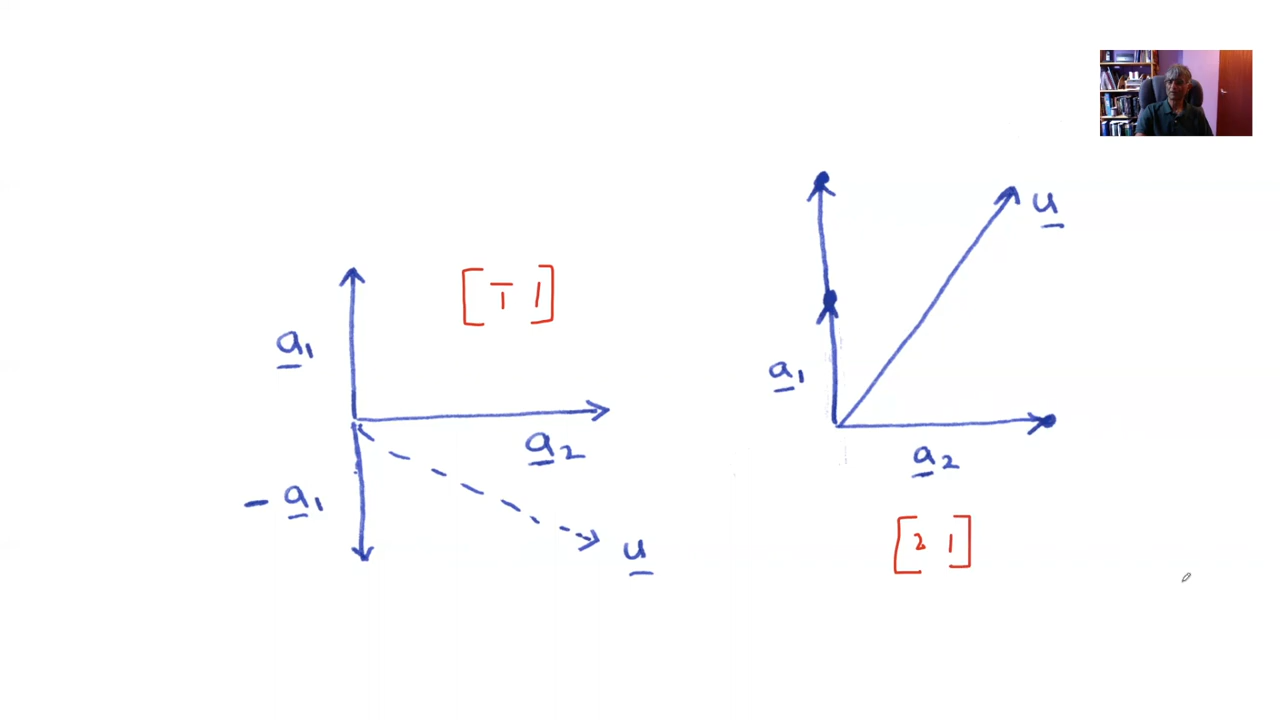 a₁
[1̅ 1]
a₂
- a₁
u
u
a₁
a₂
[2 1]